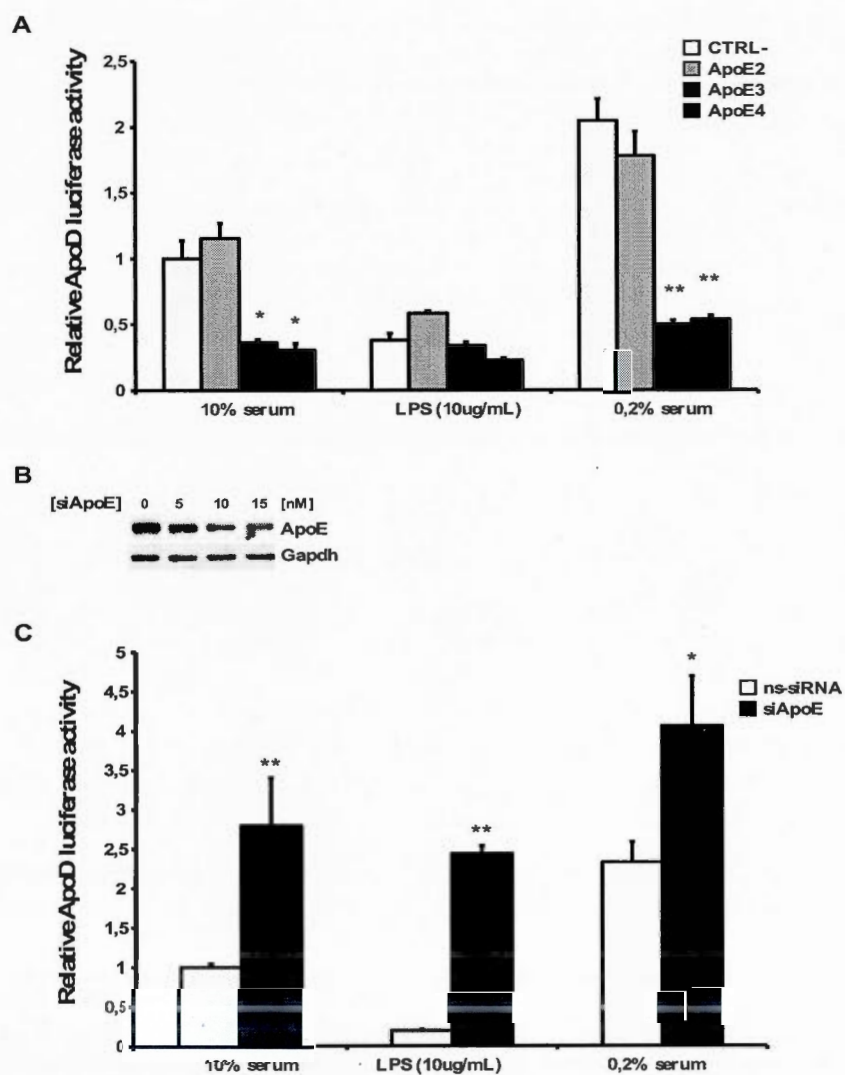 A
2,5
2
1,5
1
0,5
0
Relative ApoD luciferase activity
CTRL-
ApoE2
ApoE3
ApoE4
* *
** **
10% serum LPS (10ug/mL) 0,2% serum
B
[siApoE] 0 5 10 15 [nM]
ApoE
Gapdh
C
5
4,5
4
3,5
3
2,5
2
1,5
1
0,5
0
Relative ApoD luciferase activity
ns-siRNA
siApoE
**
**
*
10% serum LPS (10ug/mL) 0,2% serum